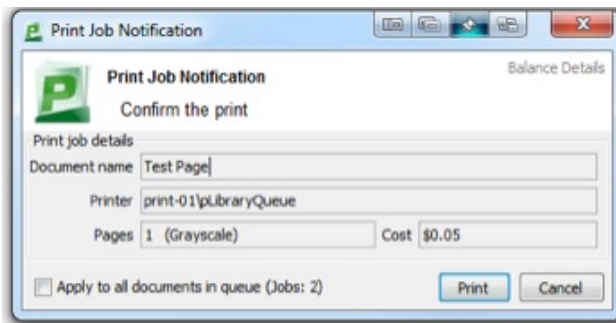 Print Job Notification
Print Job Notification
Balance Details
Confirm the print
Print job details
Document name Test Page
Printer print-01\pLibraryQueue
Pages 1 (Grayscale) Cost $0.05
Apply to all documents in queue (Jobs: 2) Print Cancel